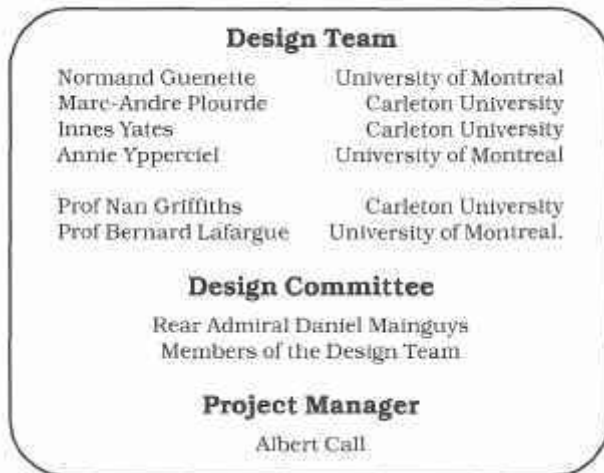 Design Team
Normand Guenette University of Montreal
Marc-Andre Plourde Carleton University
Innes Yates Carleton University
Annie Ypperciel University of Montreal
Prof Nan Griffiths Carleton University
Prof Bernard Lafargue University of Montreal.
Design Committee
Rear Admiral Daniel Mainguys
Members of the Design Team
Project Manager
Albert Call